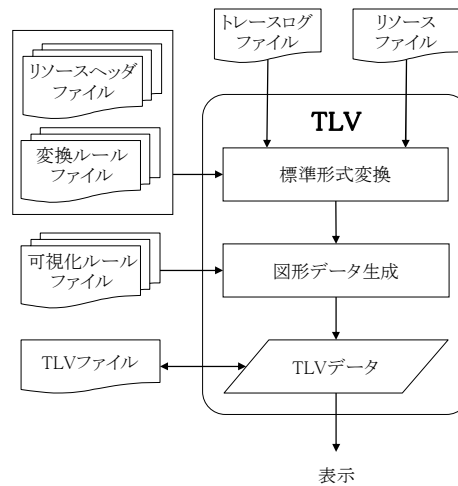 トレースログ
ファイル
リソース
ファイル
リソースヘッダ
ファイル
変換ルール
ファイル
TLV
標準形式変換
可視化ルール
ファイル
図形データ生成
TLVファイル
TLVデータ
表示